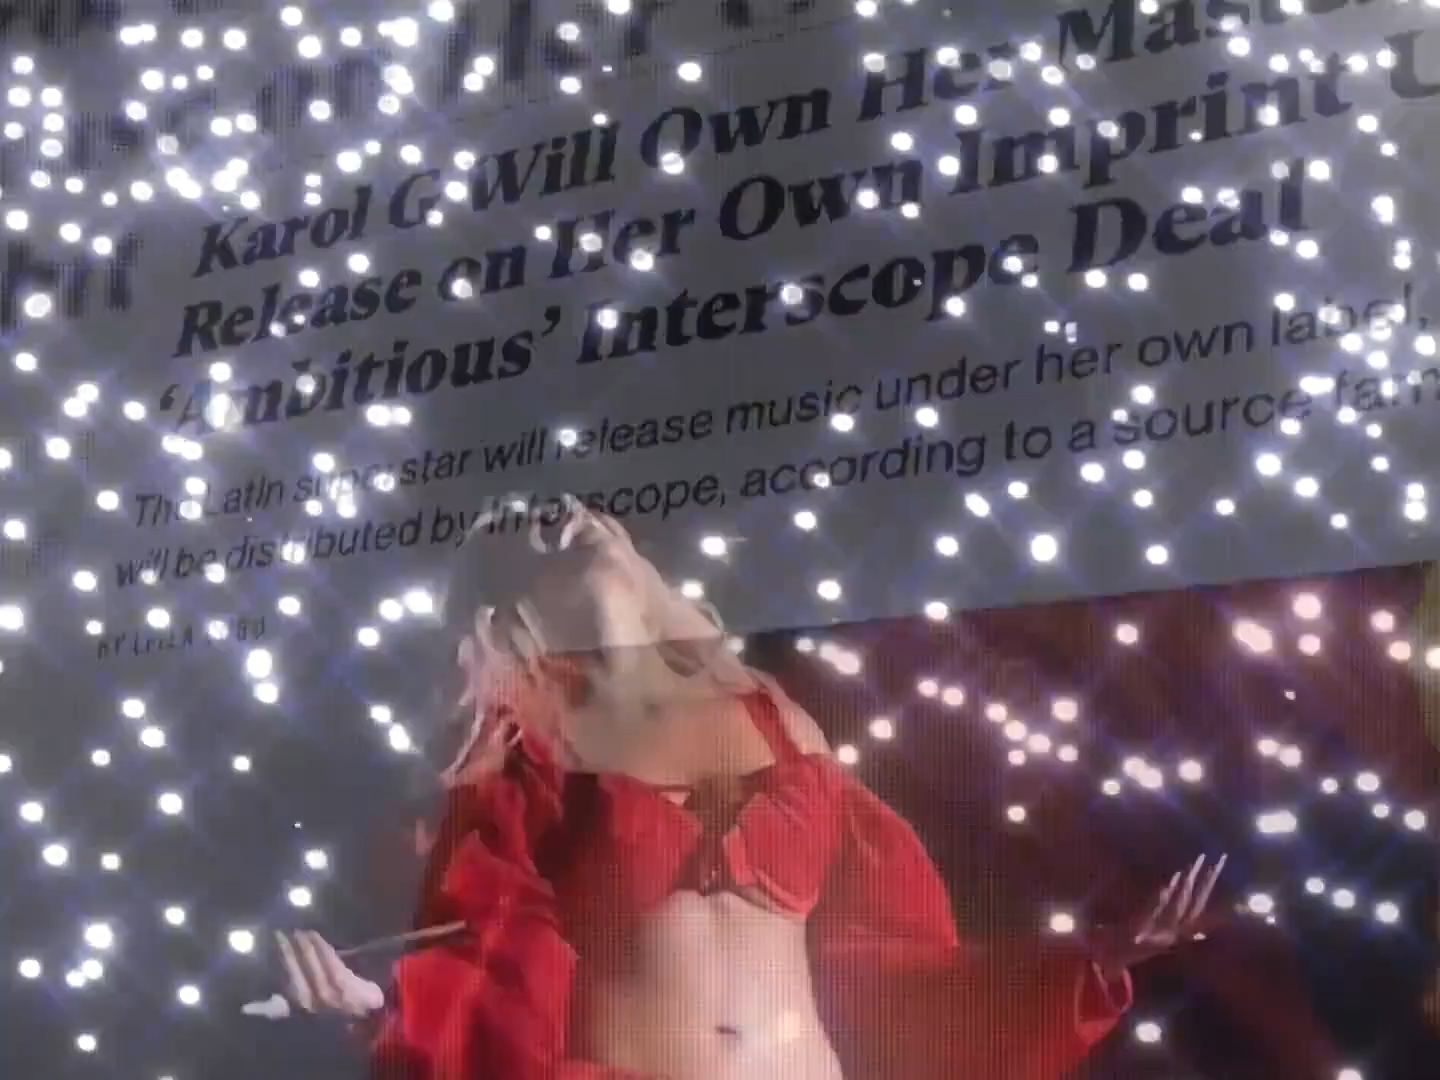 Karol G Will Own Her
Release on Her Own Imprint
'Ambitious' Interscope Deal
The Latin superstar will release music under her own label,
will be distributed by Interscope, according to a source